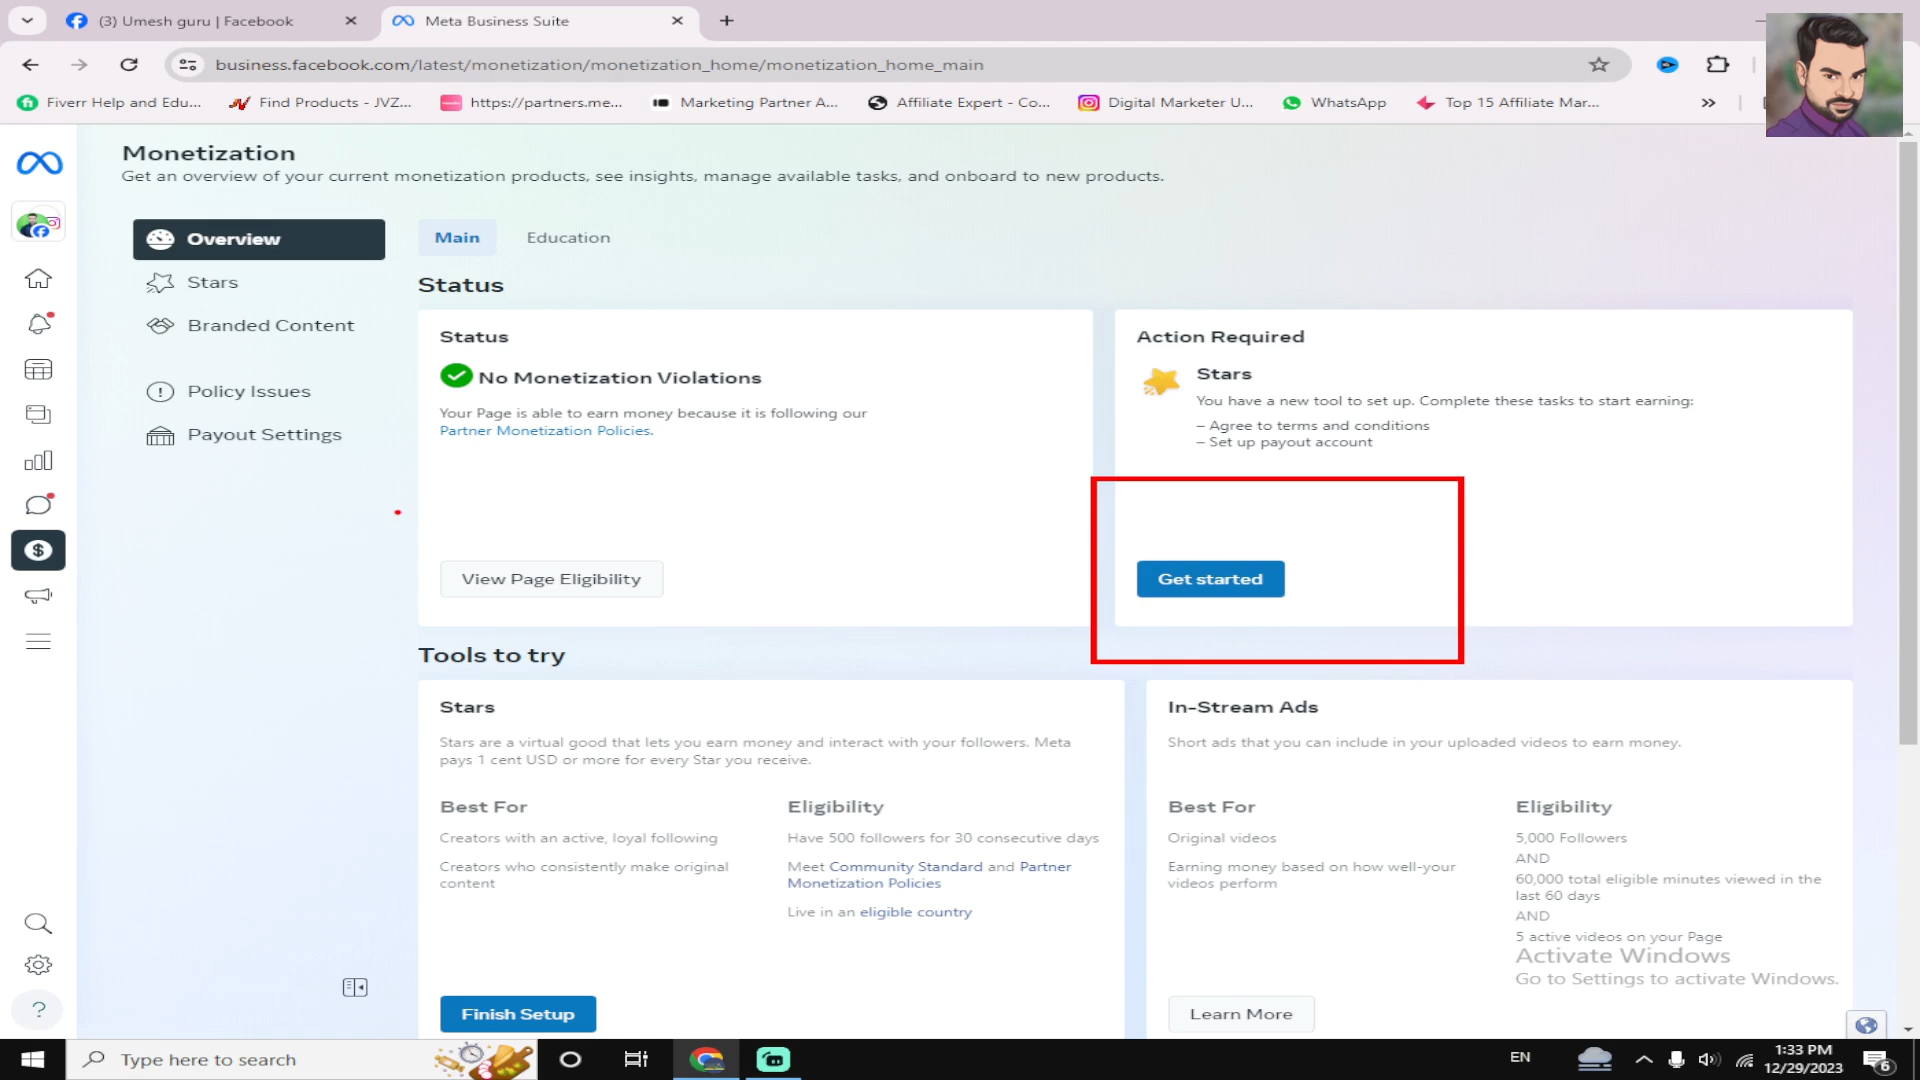 (3) Umesh guru | Facebook
Meta Business Suite
business.facebook.com/latest/monetization/monetization_home/monetization_home_main
Fiverr Help and Edu...
Find Products - JVZ...
https://partners.me...
Marketing Partner A...
Affiliate Expert - Co...
Digital Marketer U...
WhatsApp
Top 15 Affiliate Mar...
Monetization
Get an overview of your current monetization products, see insights, manage available tasks, and onboard to new products.
Overview
Stars
Branded Content
Policy Issues
Payout Settings
Main
Education
Status
Status
No Monetization Violations
Your Page is able to earn money because it is following our
Partner Monetization Policies.
View Page Eligibility
Action Required
Stars
You have a new tool to set up. Complete these tasks to start earning:
– Agree to terms and conditions
– Set up payout account
Get started
Tools to try
Stars
Stars are a virtual good that lets you earn money and interact with your followers. Meta
pays 1 cent USD or more for every Star you receive.
Best For
Creators with an active, loyal following
Creators who consistently make original
content
Eligibility
Have 500 followers for 30 consecutive days
Meet Community Standard and Partner
Monetization Policies
Live in an eligible country
Finish Setup
In-Stream Ads
Short ads that you can include in your uploaded videos to earn money.
Best For
Original videos
Earning money based on how well-your
videos perform
Eligibility
5,000 Followers
AND
60,000 total eligible minutes viewed in the
last 60 days
AND
5 active videos on your Page
Learn More
Activate Windows
Go to Settings to activate Windows.
Type here to search
EN
1:33 PM
12/29/2023
6